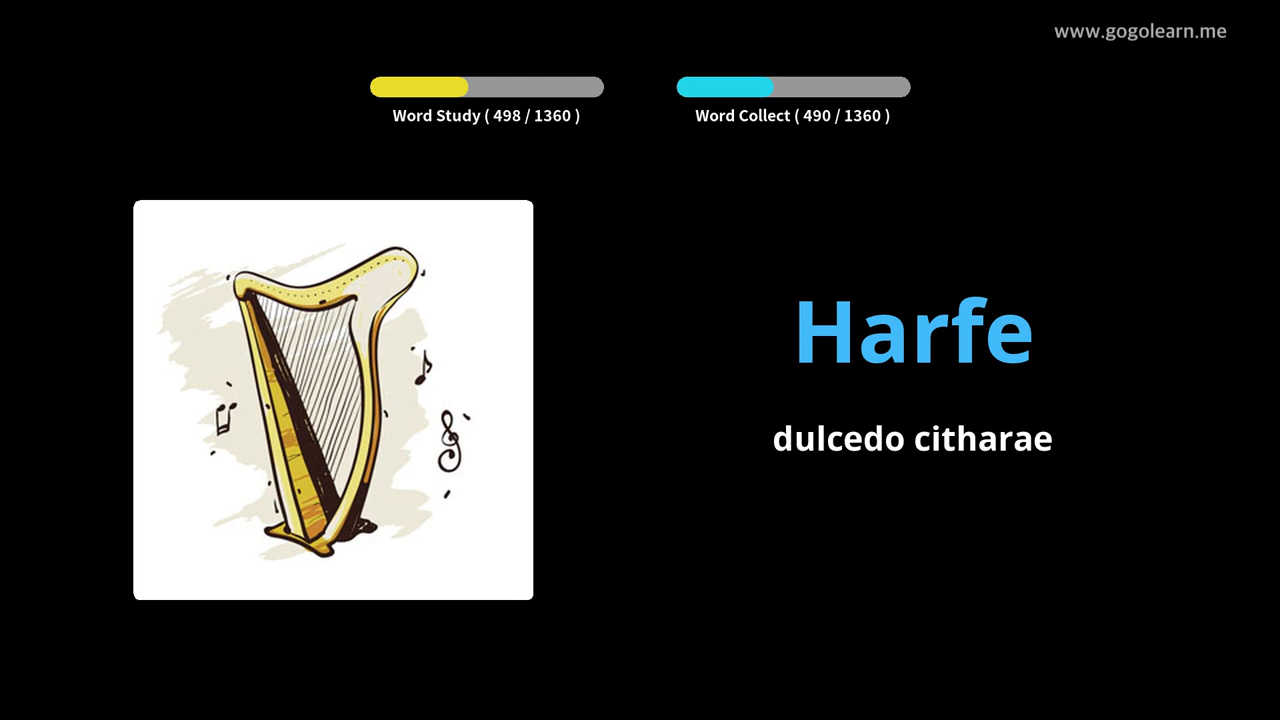 www.gogolearn.me
Word Study ( 498 / 1360 )
Word Collect ( 490 / 1360 )
Harfe
dulcedo citharae